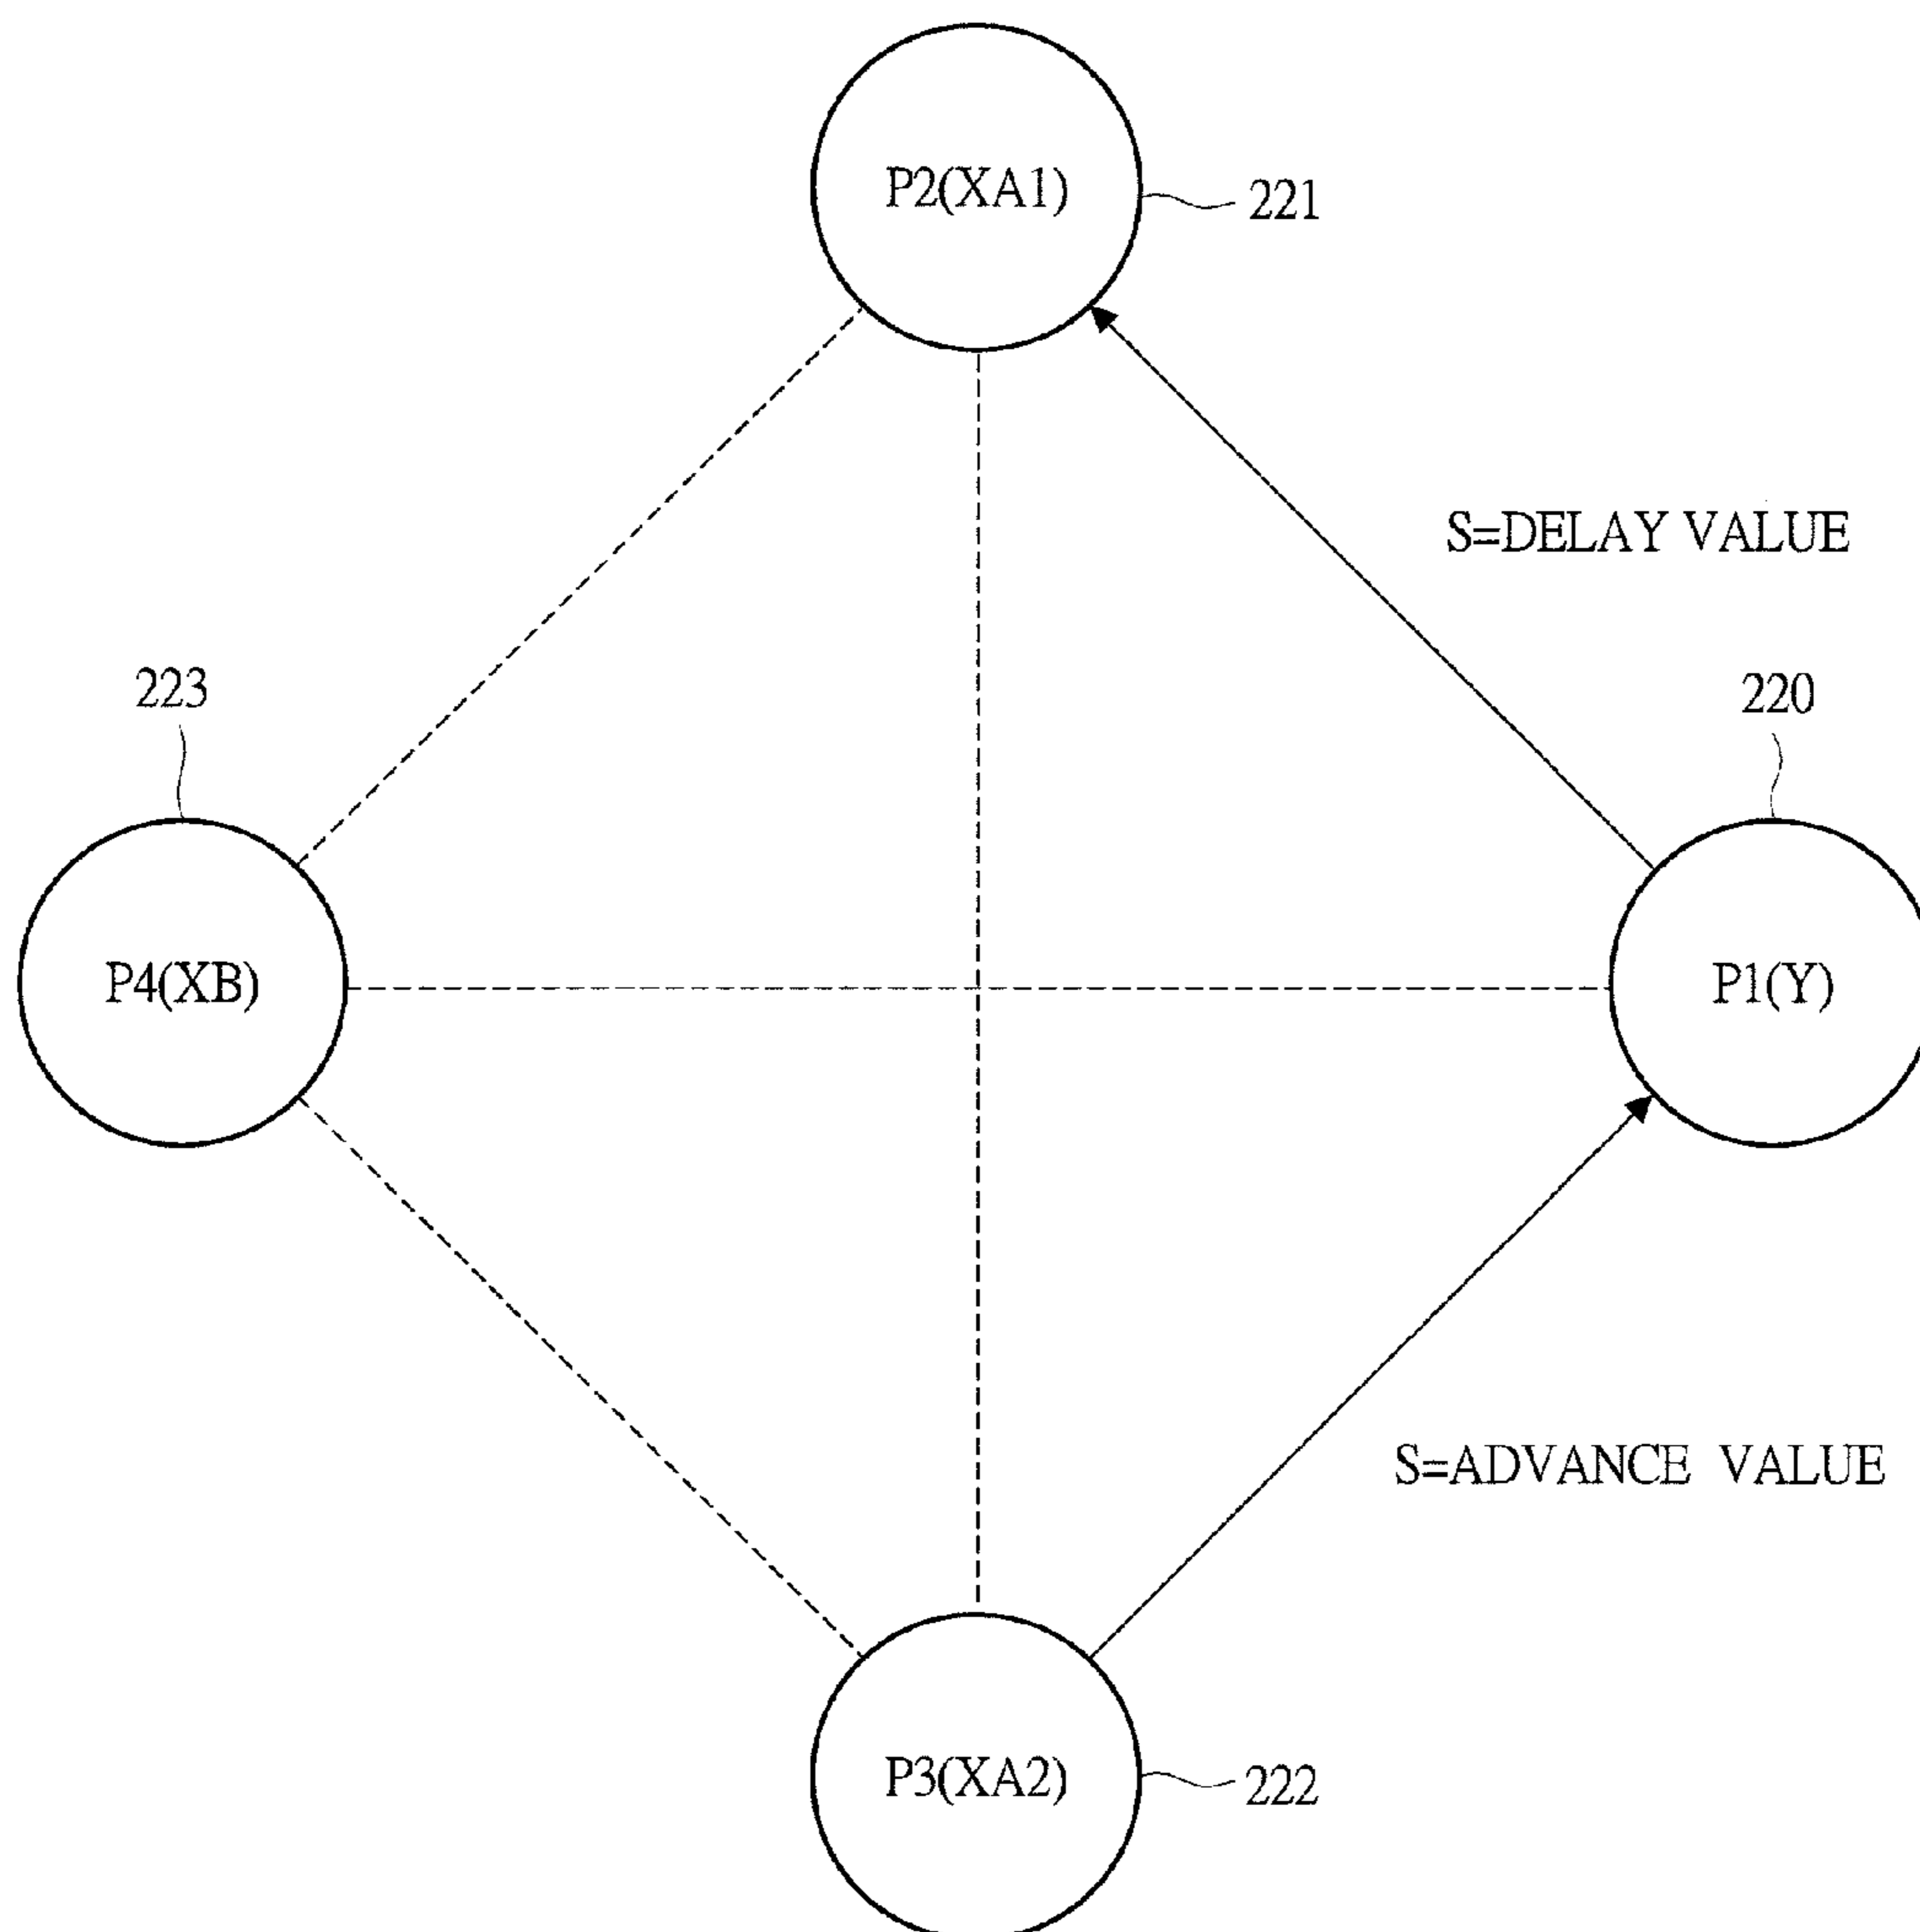 P2(XA1)
221
S=DELAY VALUE
223
220
P4(XB)
P1(Y)
S=ADVANCE VALUE
P3(XA2)
222